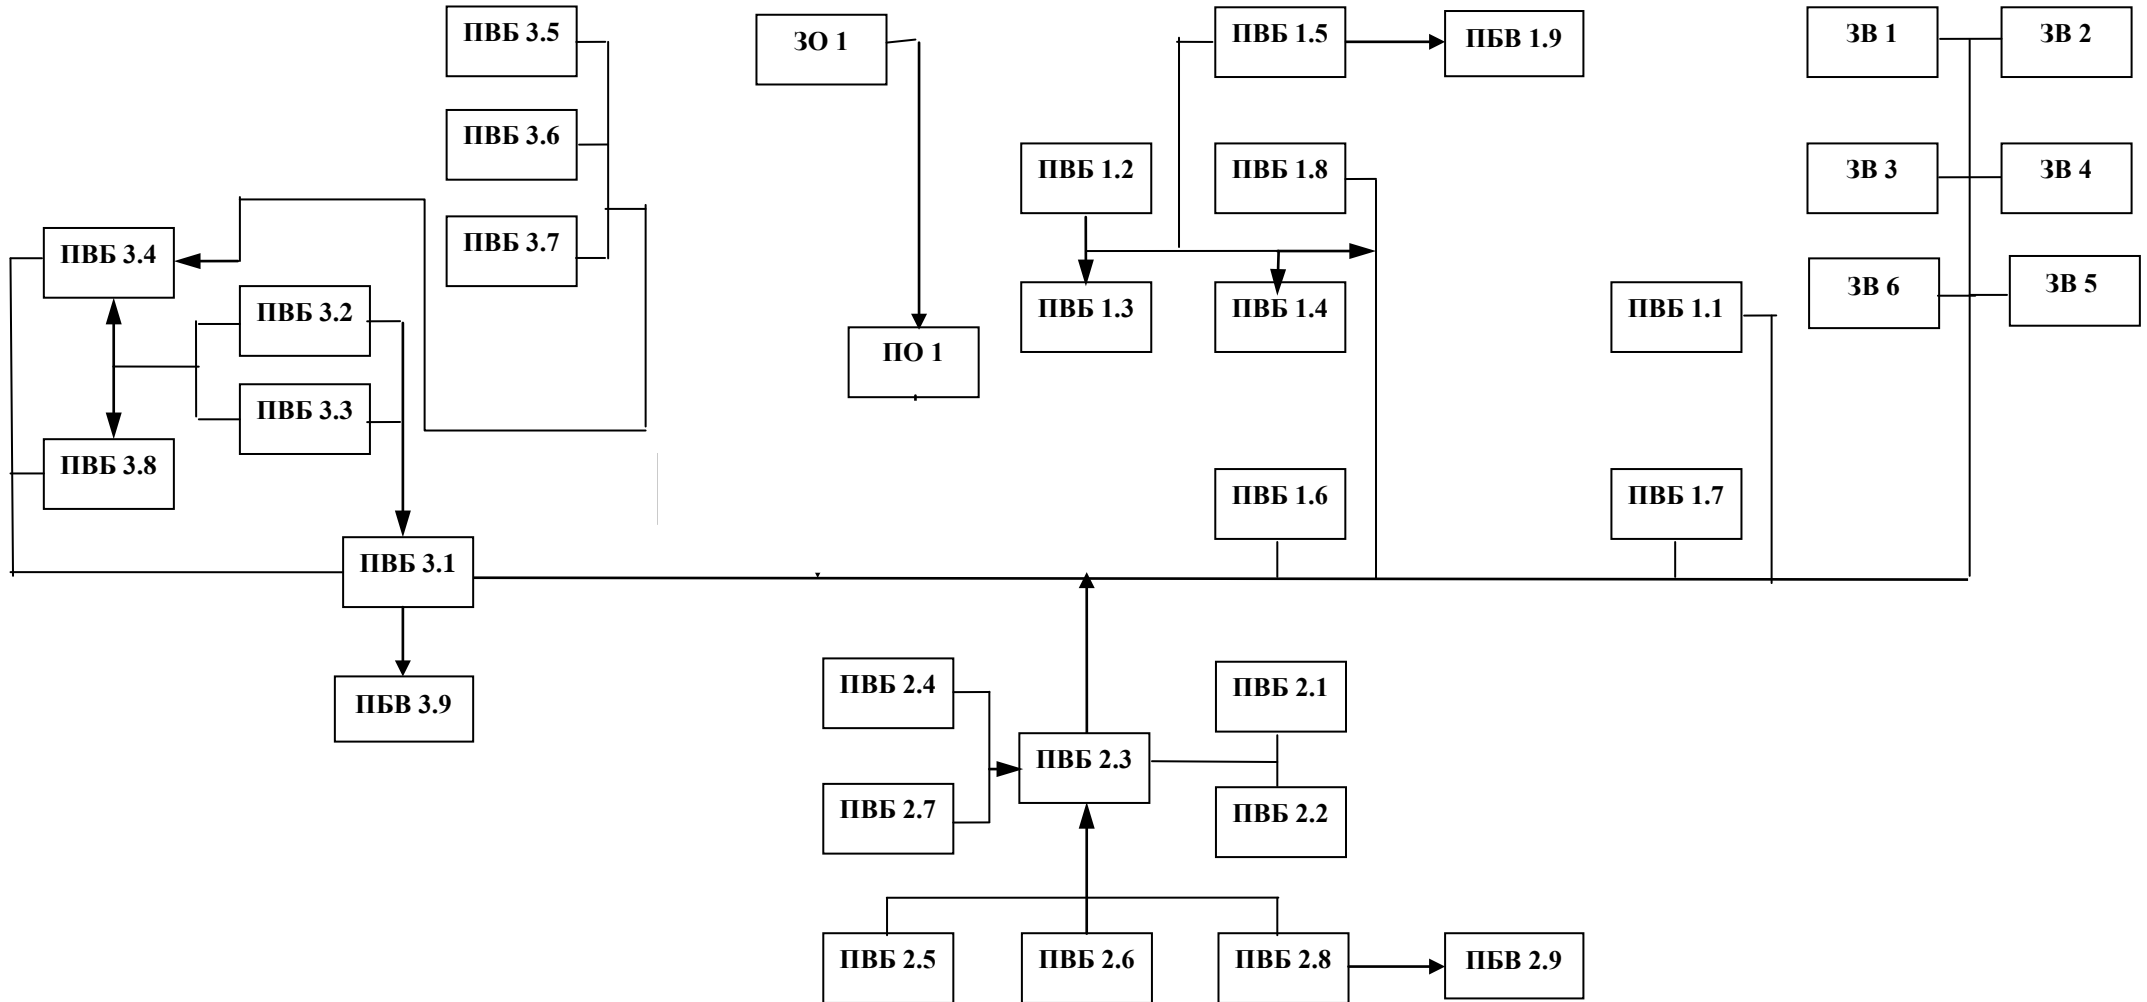 ПВБ 3.5
ЗО 1
ПВБ 1.5
ПБВ 1.9
ЗВ 1
ЗВ 2
ПВБ 3.6
ПВБ 1.2
ПВБ 1.8
ЗВ 3
ЗВ 4
ПВБ 3.7
ПВБ 3.4
ПВБ 3.2
ПВБ 1.3
ПВБ 1.4
ПВБ 1.1
ЗВ 6
ЗВ 5
ПО 1
ПВБ 3.3
ПВБ 3.8
ПВБ 1.6
ПВБ 1.7
ПВБ 3.1
ПБВ 3.9
ПВБ 2.4
ПВБ 2.1
ПВБ 2.3
ПВБ 2.7
ПВБ 2.2
ПВБ 2.5
ПВБ 2.6
ПВБ 2.8
ПБВ 2.9